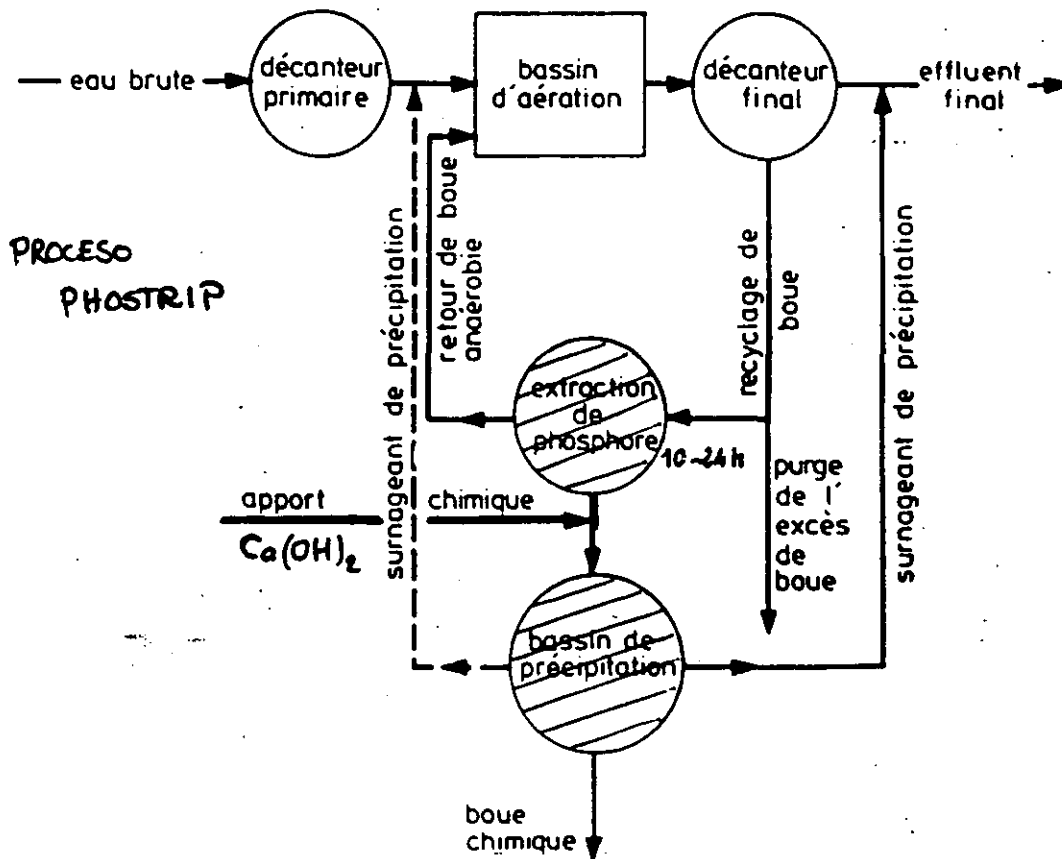 eau brute
décanteur
primaire
bassin
d'aération
décanteur
final
effluent
final
PROCESO
PHOSTRIP
surnageant de précipitation
retour de boue
anaérobie
recyclage de
boue
surnageant de précipitation
extraction
de
phosphore
10-24 h
purge
de l'
excès
de
boue
apport chimique
Ca(OH)₂
bassin de
précipitation
boue
chimique